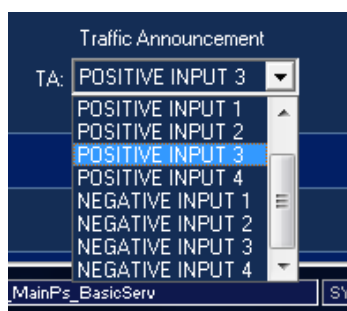 Traffic Announcement
TA: POSITIVE INPUT 3
POSITIVE INPUT 1
POSITIVE INPUT 2
POSITIVE INPUT 3
POSITIVE INPUT 4
NEGATIVE INPUT 1
NEGATIVE INPUT 2
NEGATIVE INPUT 3
NEGATIVE INPUT 4
_MainPs_BasicServ SY